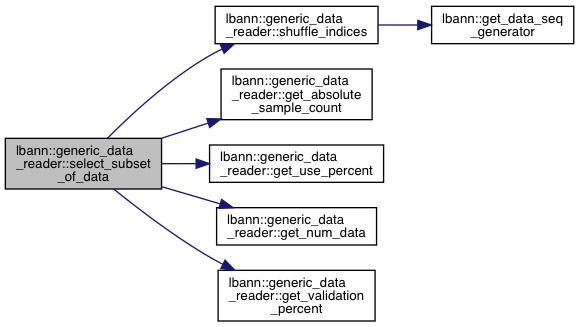 lbann::generic_data
_reader::select_subset
_of_data
lbann::generic_data
_reader::shuffle_indices
lbann::get_data_seq
_generator
lbann::generic_data
_reader::get_absolute
_sample_count
lbann::generic_data
_reader::get_use_percent
lbann::generic_data
_reader::get_num_data
lbann::generic_data
_reader::get_validation
_percent